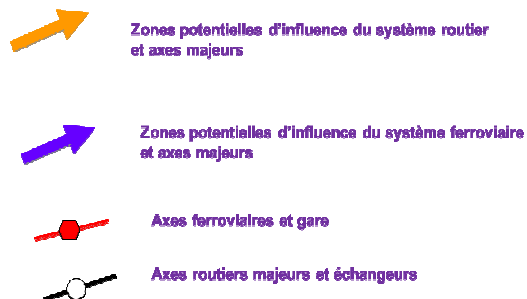 Zones potentielles d'influence du système routier
et axes majeurs
Zones potentielles d'influence du système ferroviaire
et axes majeurs
Axes ferroviaires et gare
Axes routiers majeurs et échangeurs